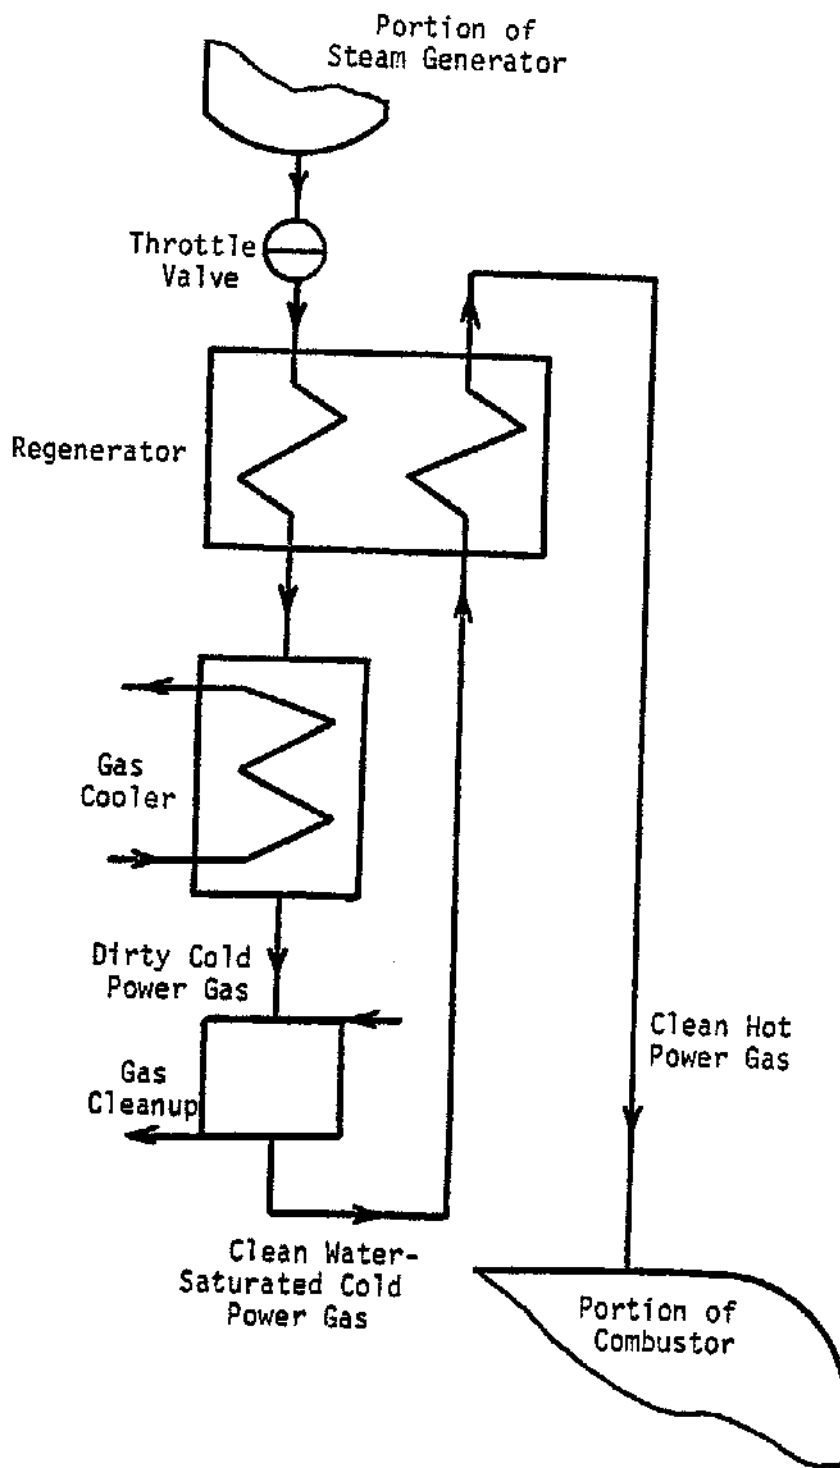 Portion of
Steam Generator
Throttle
Valve
Regenerator
Gas
Cooler
Dirty Cold
Power Gas
Gas
Cleanup
Clean Hot
Power Gas
Clean Water-
Saturated Cold
Power Gas
Portion of
Combustor